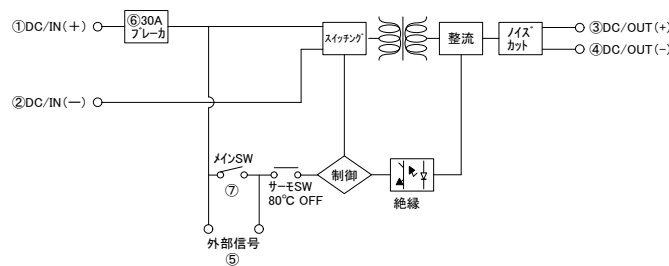 ①DC/IN(+)
⑥30A
ブレーカ
スイッチング
整流
ノイズ
カット
③DC/OUT(+)
④DC/OUT(-)
②DC/IN(ー)
メインSW
⑦
サーモSW
80℃ OFF
制御
絶縁
外部信号
⑤